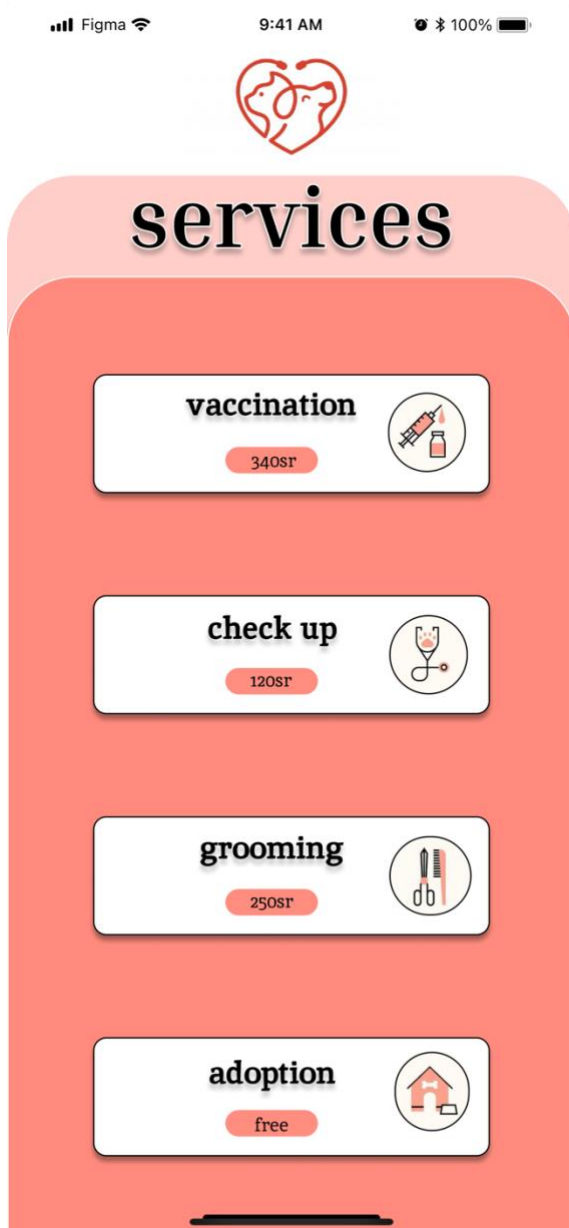 Figma 9:41 AM 100%
services
vaccination
340sr
check up
120sr
grooming
250sr
adoption
free